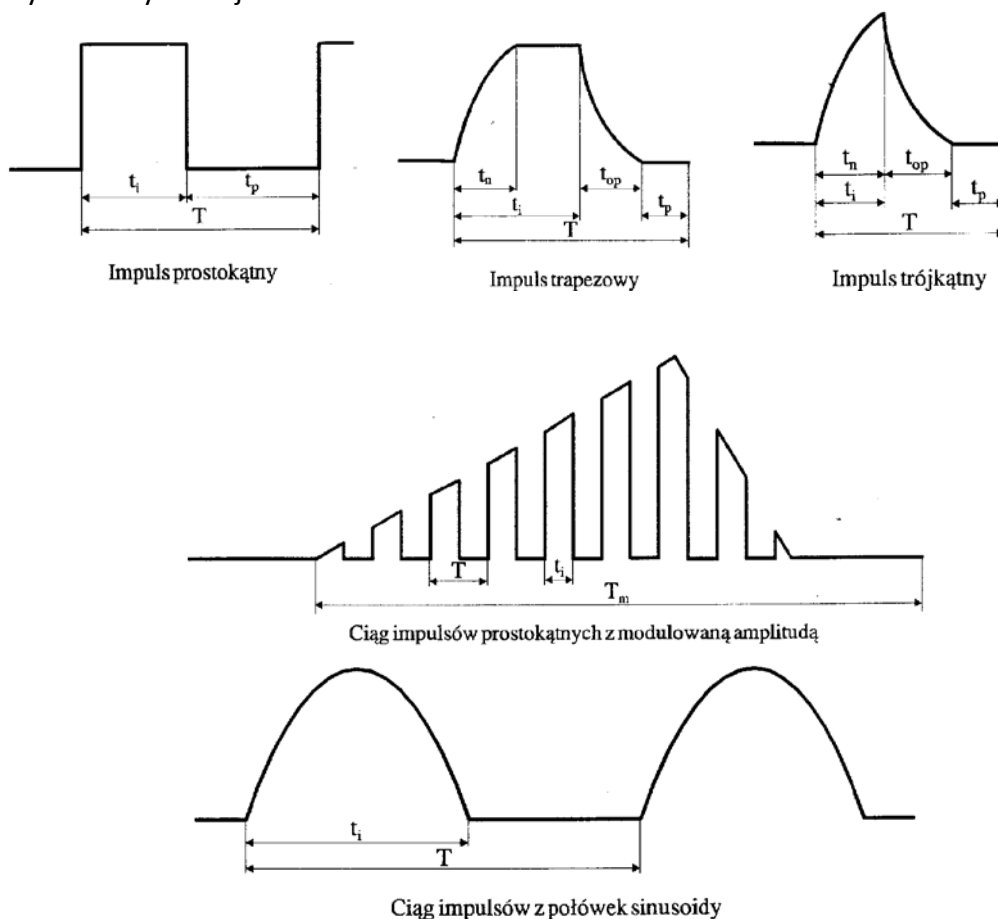 t_i t_p
T
Impuls prostokątny
t_n t_op
t_i t_p
T
Impuls trapezowy
t_n t_op
t_i t_p
T
Impuls trójkątny
T t_i
T_m
Ciąg impulsów prostokątnych z modulowaną amplitudą
t_i
T
Ciąg impulsów z połówek sinusoidy